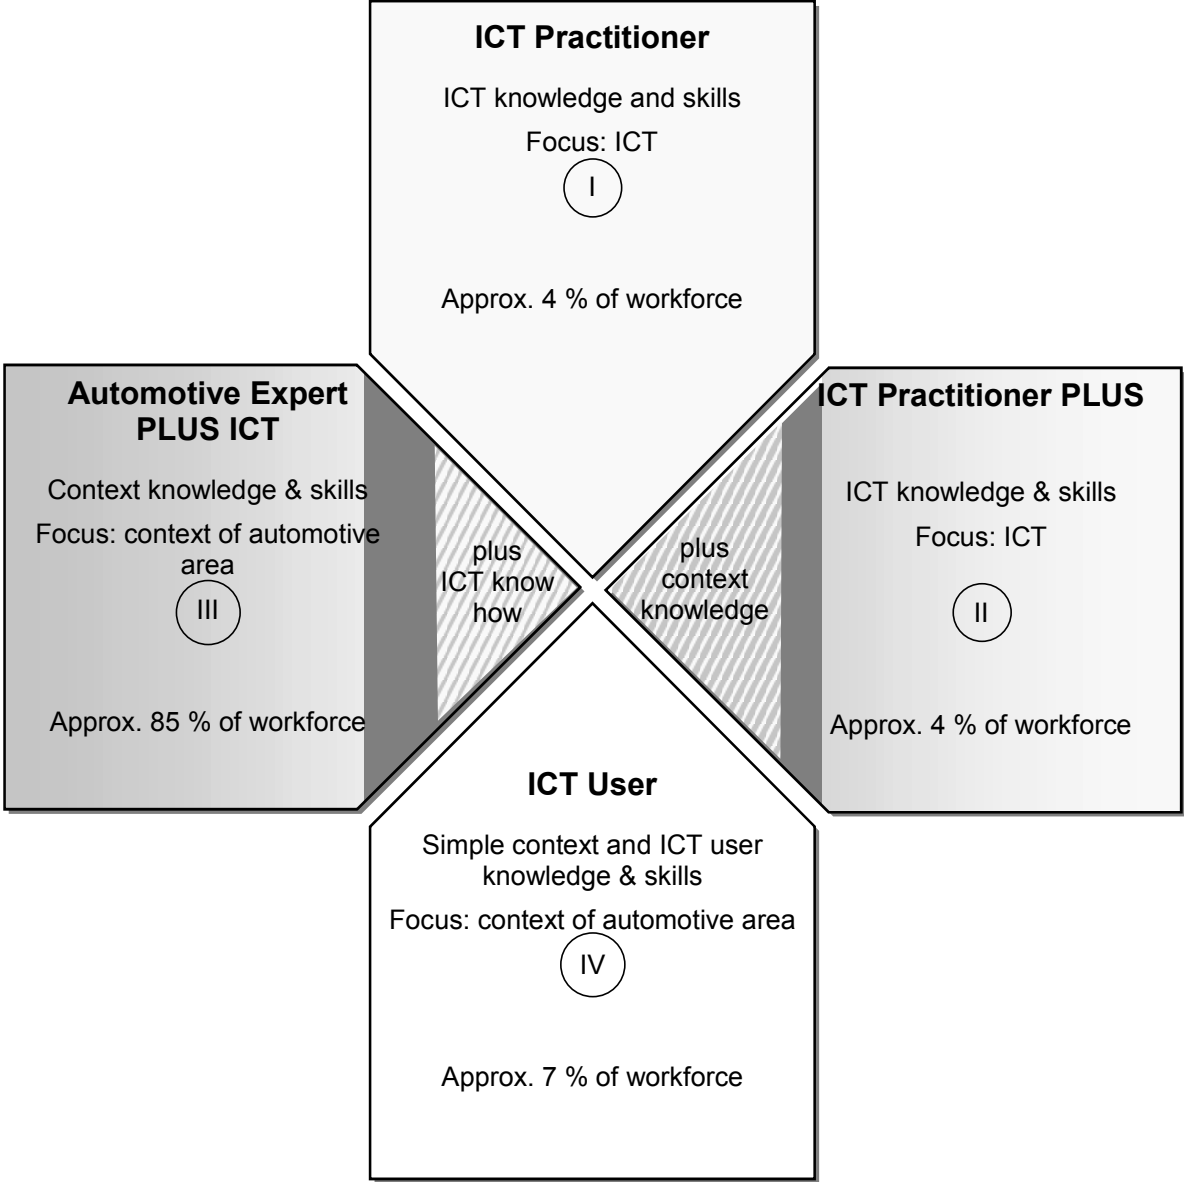 ICT Practitioner
ICT knowledge and skills
Focus: ICT
I
Approx. 4 % of workforce
Automotive Expert
PLUS ICT
Context knowledge & skills
Focus: context of automotive
area
III
Approx. 85 % of workforce
plus
ICT know
how
plus
context
knowledge
ICT Practitioner PLUS
ICT knowledge & skills
Focus: ICT
II
Approx. 4 % of workforce
ICT User
Simple context and ICT user
knowledge & skills
Focus: context of automotive area
IV
Approx. 7 % of workforce